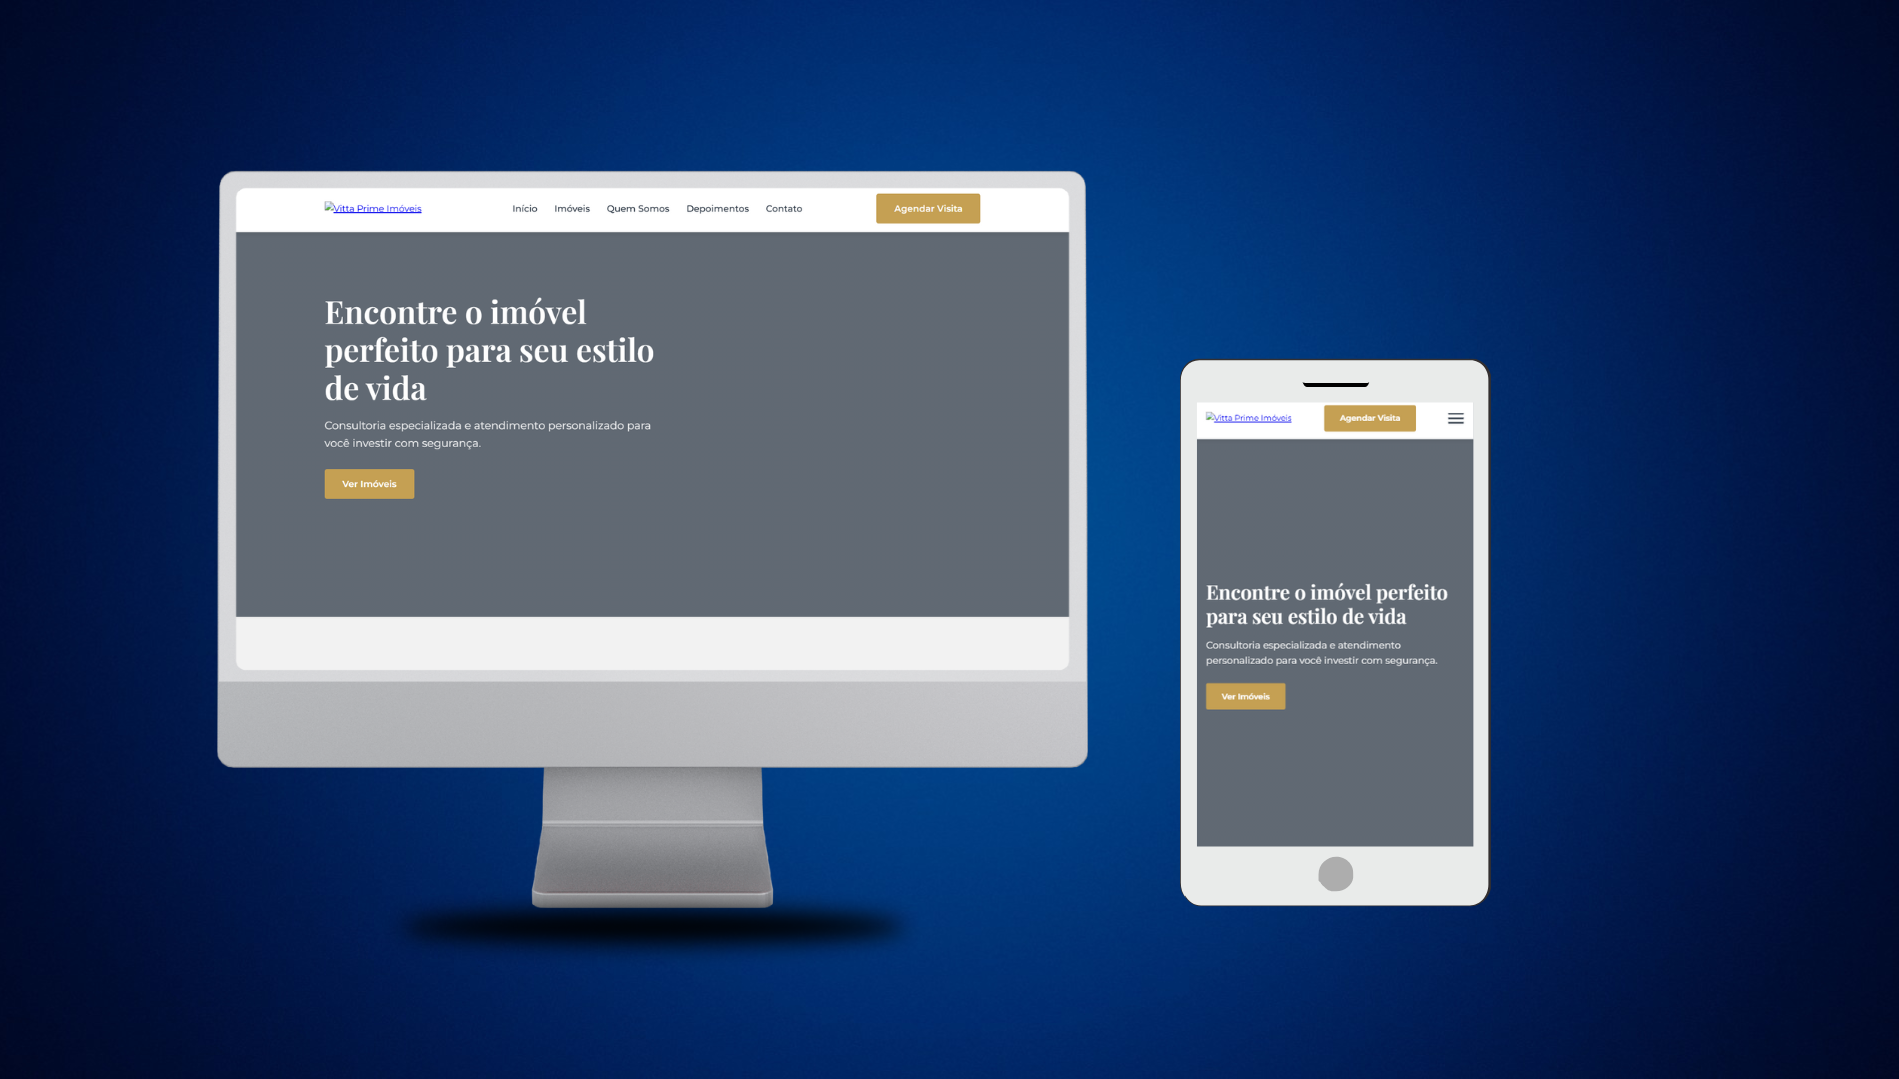 Vitta Prime Imóveis
Início
Imóveis
Quem Somos
Depoimentos
Contato
Agendar Visita
Encontre o imóvel
perfeito para seu estilo
de vida
Consultoria especializada e atendimento personalizado para
você investir com segurança.
Ver Imóveis
Vitta Prime Imóveis
Agendar Visita
Encontre o imóvel perfeito
para seu estilo de vida
Consultoria especializada e atendimento
personalizado para você investir com segurança.
Ver Imóveis